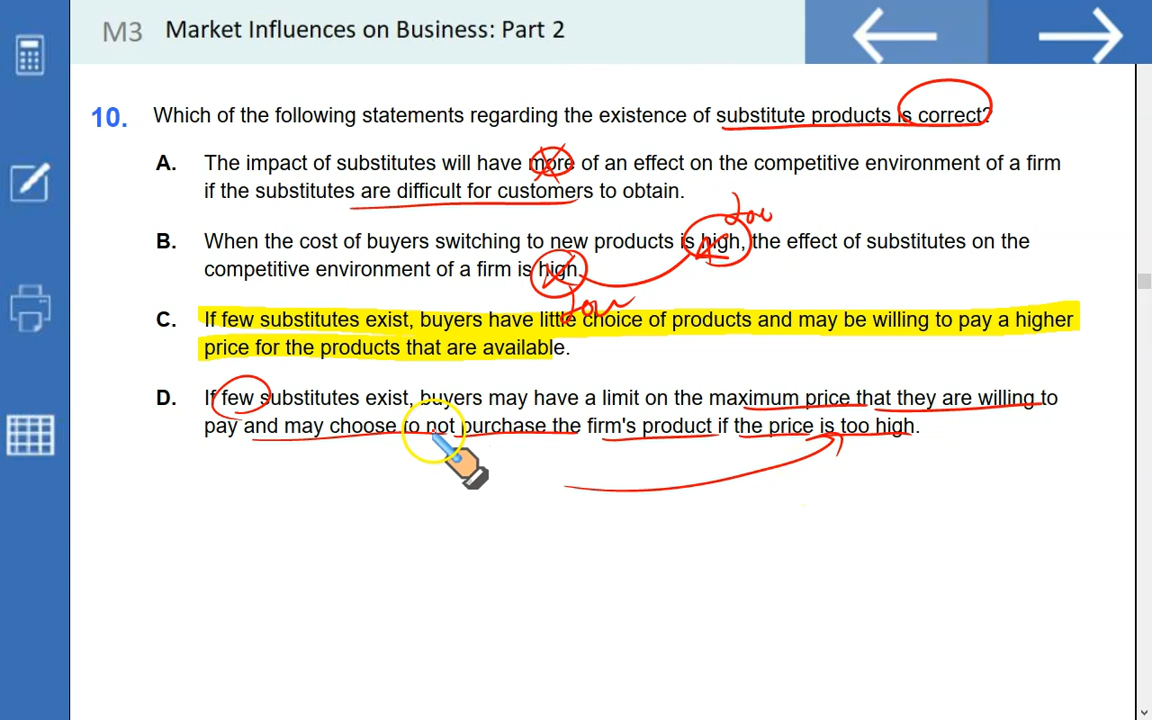 M3 Market Influences on Business: Part 2
10. Which of the following statements regarding the existence of substitute products is correct?
A. The impact of substitutes will have more of an effect on the competitive environment of a firm
if the substitutes are difficult for customers to obtain.
low
B. When the cost of buyers switching to new products is high, the effect of substitutes on the
competitive environment of a firm is high.
low
C. If few substitutes exist, buyers have little choice of products and may be willing to pay a higher
price for the products that are available.
D. If few substitutes exist, buyers may have a limit on the maximum price that they are willing to
pay and may choose to not purchase the firm's product if the price is too high.